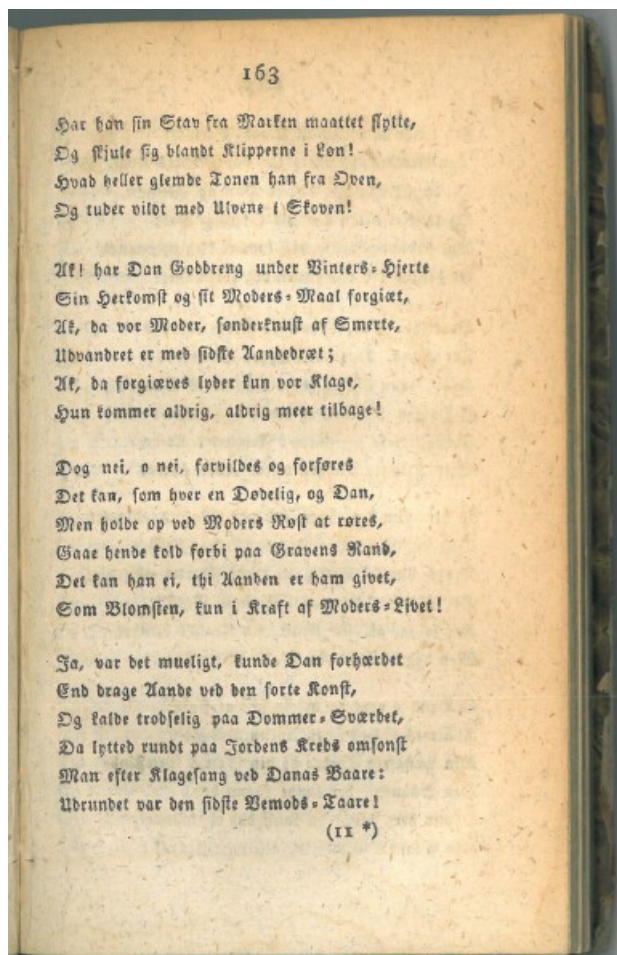 163
Har han sin Stav fra Marken maattet flytte,
Og skjule sig blandt Klipperne i Løn!
Hvad heller glemde Tonen han fra Oven,
Og tuder vildt med Ulvene i Skoven!
Ak! har Dan Goddreng under Vinters-Hjerte
Sin Herkomst og sit Moders-Maal forgiæt,
Ak, da vor Moder, sønderknust af Smerte,
Udvandret er med sidste Aandedræt;
Ak, da forgiæves lyder kun vor Klage,
Hun kommer aldrig, aldrig meer tilbage!
Dog nei, o nei, forvildes og forføres
Det kan, som hver en Dødelig, og Dan,
Men holde op ved Moders Røst at røres,
Gaae hende kold forbi paa Gravens Rand,
Det kan han ei, thi Aanden er ham givet,
Som Blomsten, kun i Kraft af Moders-Livet!
Ja, var det mueligt, kunde Dan forhærdet
End drage Aande ved den sorte Konst,
Og kalde trodselig paa Dommer-Sværdet,
Da lytted rundt paa Jordens Kreds omsonst
Man efter Klagesang ved Danas Baare:
Udrundet var den sidste Vemods-Taare!
(11 *)